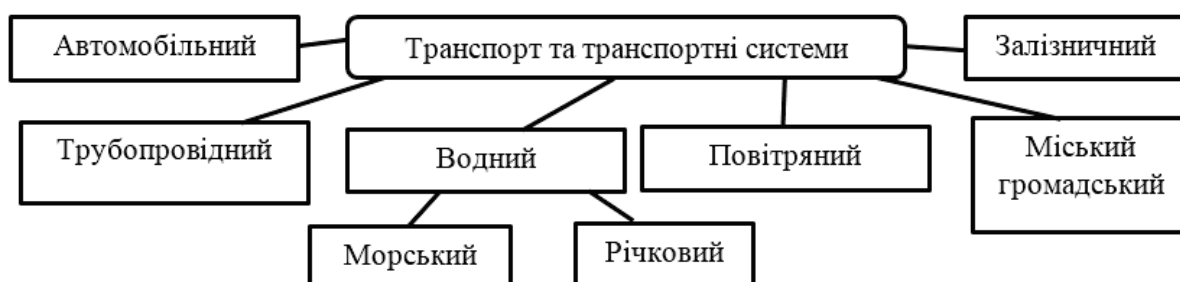 Автомобільний
Транспорт та транспортні системи
Залізничний
Трубопровідний
Водний
Повітряний
Міський
громадський
Морський
Річковий